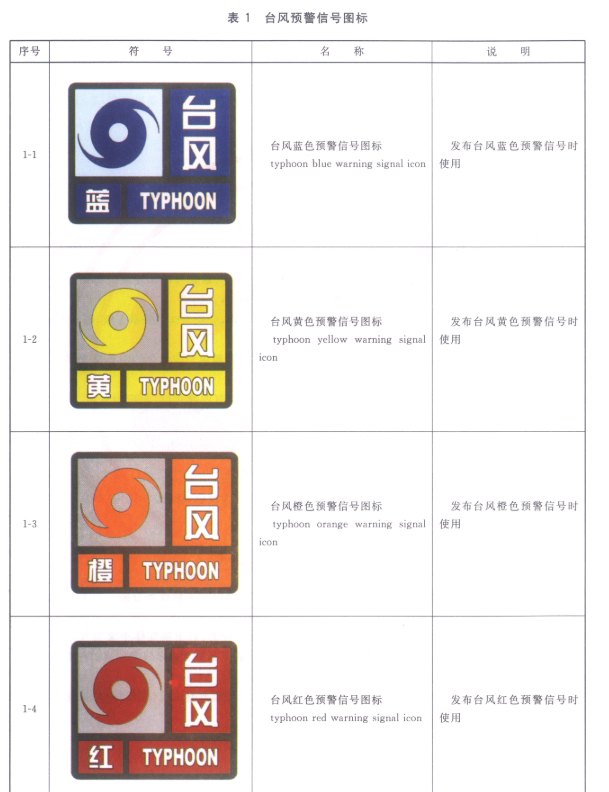 表 1 台风预警信号图标
序号 符 号 名 称 说 明
1-1
台风
蓝 TYPHOON
台风蓝色预警信号图标
typhoon blue warning signal icon
发布台风蓝色预警信号时
使用
1-2
台风
黄 TYPHOON
台风黄色预警信号图标
typhoon yellow warning signal
icon
发布台风黄色预警信号时
使用
1-3
台风
橙 TYPHOON
台风橙色预警信号图标
typhoon orange warning signal
icon
发布台风橙色预警信号时
使用
1-4
台风
红 TYPHOON
台风红色预警信号图标
typhoon red warning signal icon
发布台风红色预警信号时
使用